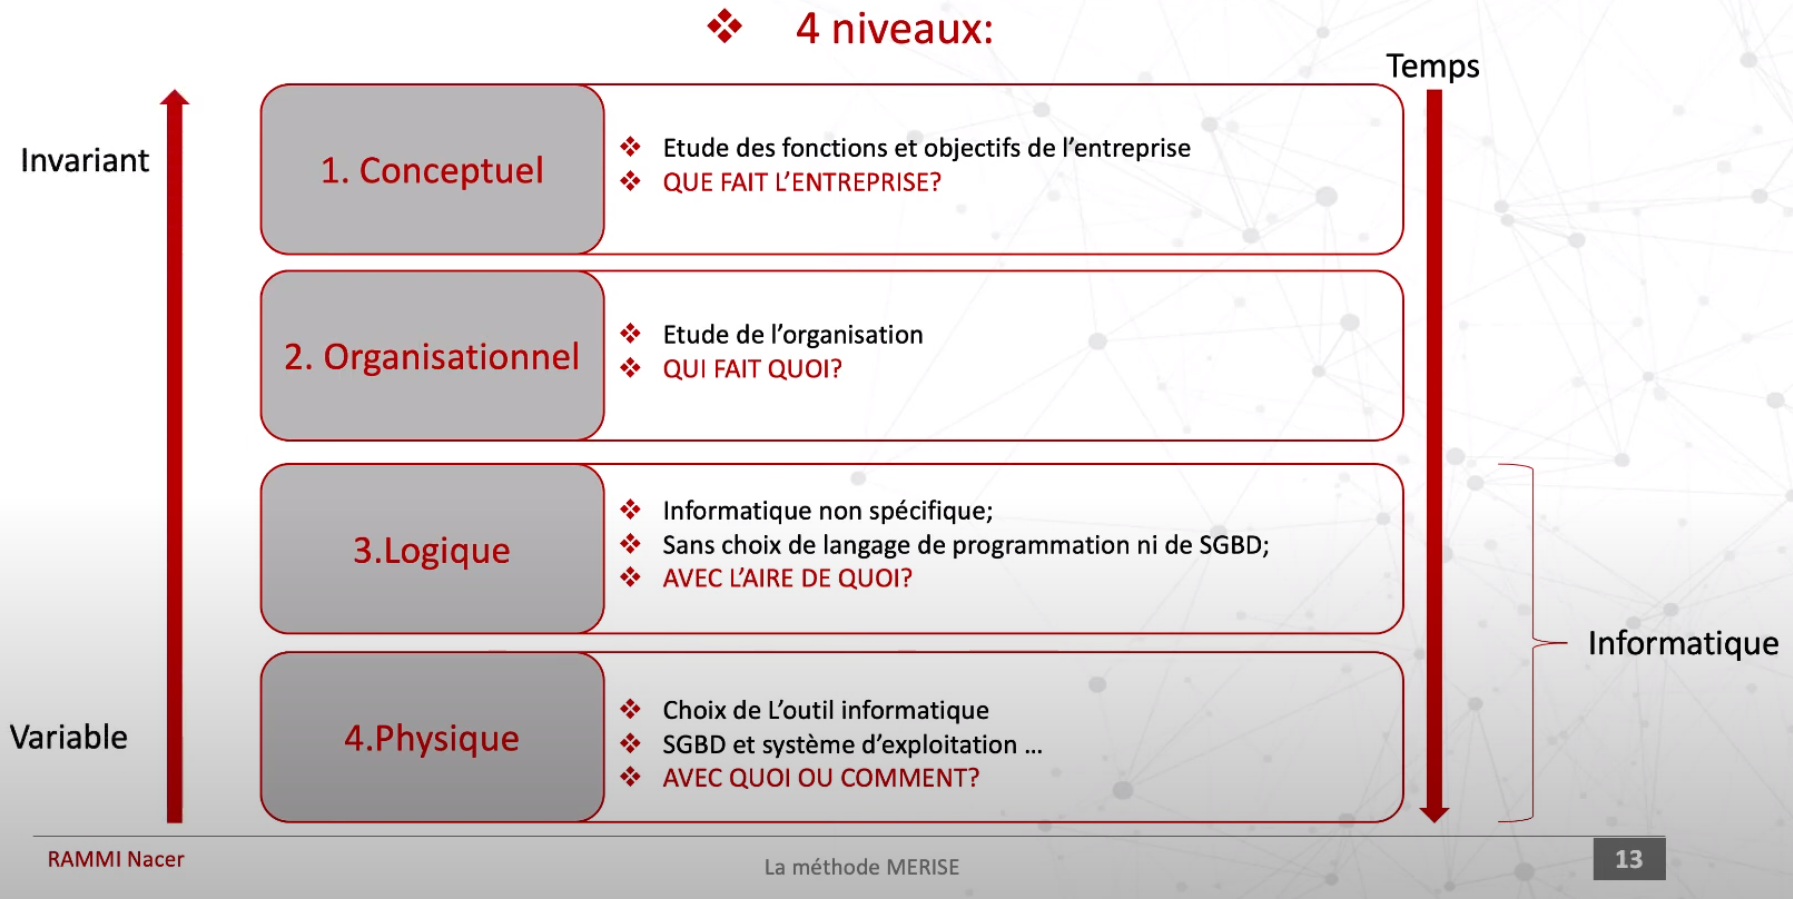 4 niveaux:
Temps
Invariant
1. Conceptuel
Etude des fonctions et objectifs de l'entreprise
QUE FAIT L'ENTREPRISE?
2. Organisationnel
Etude de l'organisation
QUI FAIT QUOI?
3.Logique
Informatique non spécifique;
Sans choix de langage de programmation ni de SGBD;
AVEC L'AIRE DE QUOI?
Informatique
Variable
4.Physique
Choix de L'outil informatique
SGBD et système d'exploitation ...
AVEC QUOI OU COMMENT?
RAMMI Nacer
La méthode MERISE
13